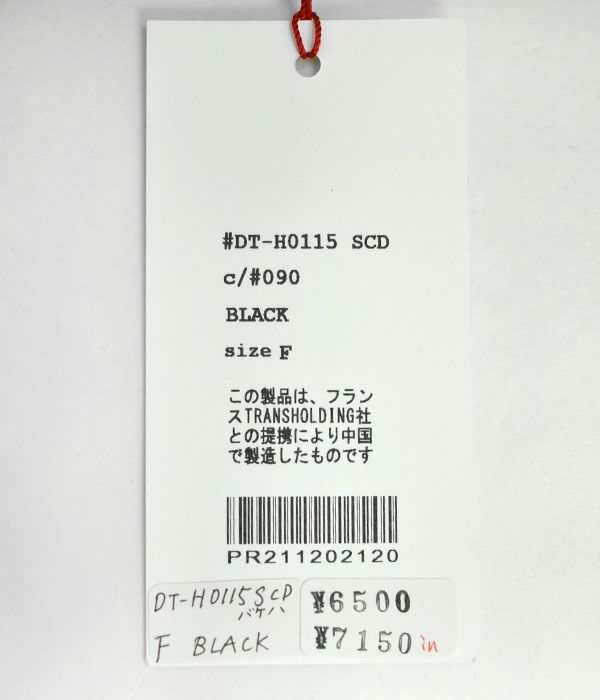 #DT-H0115 SCD
c/#090
BLACK
size F
この製品は、フラン
スTRANSHOLDING社
との提携により中国
で製造したものです
PR211202120
DT-H0115SCD
バケハ
F BLACK
¥6500
¥7150 in